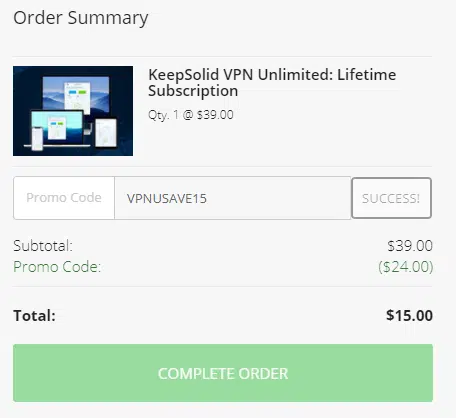 Order Summary
KeepSolid VPN Unlimited: Lifetime
Subscription
Qty. 1 @ $39.00
Promo Code VPNUSAVE15 SUCCESS!
Subtotal: $39.00
Promo Code: ($24.00)
Total: $15.00
COMPLETE ORDER